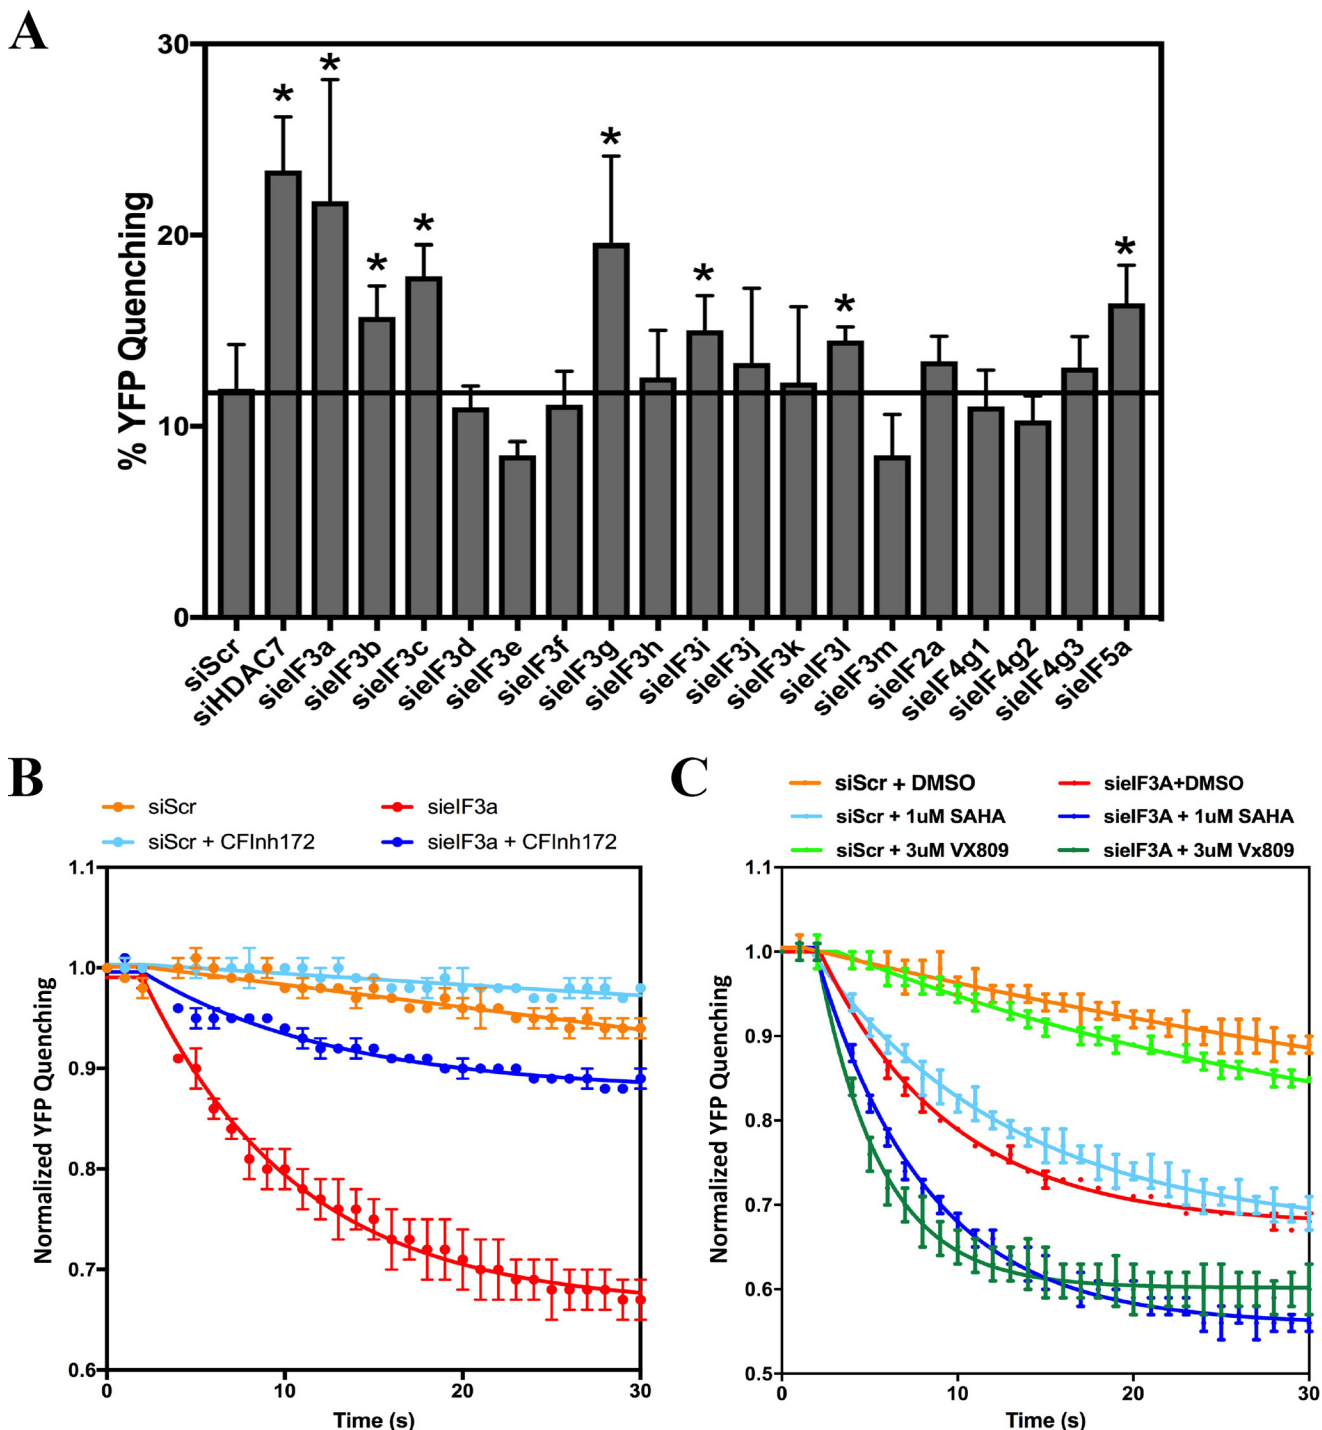 A
30
20
10
0
% YFP Quenching
* * * * * * * *
siScr
siHDAC7
sieIF3a
sieIF3b
sieIF3c
sieIF3d
sieIF3e
sieIF3f
sieIF3g
sieIF3h
sieIF3i
sieIF3j
sieIF3k
sieIF3l
sieIF3m
sieIF2a
sieIF4g1
sieIF4g2
sieIF4g3
sieIF5a
B
siScr
sieIF3a
siScr + CFInh172
sieIF3a + CFInh172
1.1
1.0
0.9
0.8
0.7
0.6
Normalized YFP Quenching
0 10 20 30
Time (s)
C
siScr + DMSO
sieIF3A+DMSO
siScr + 1uM SAHA
sieIF3A + 1uM SAHA
siScr + 3uM VX809
sieIF3A + 3uM Vx809
1.1
1.0
0.9
0.8
0.7
0.6
0.5
Normalized YFP Quenching
0 10 20 30
Time (s)